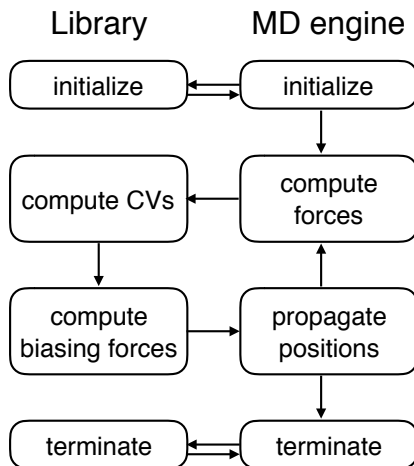 Library MD engine
initialize initialize
compute CVs
compute
forces
compute
biasing forces
propagate
positions
terminate terminate